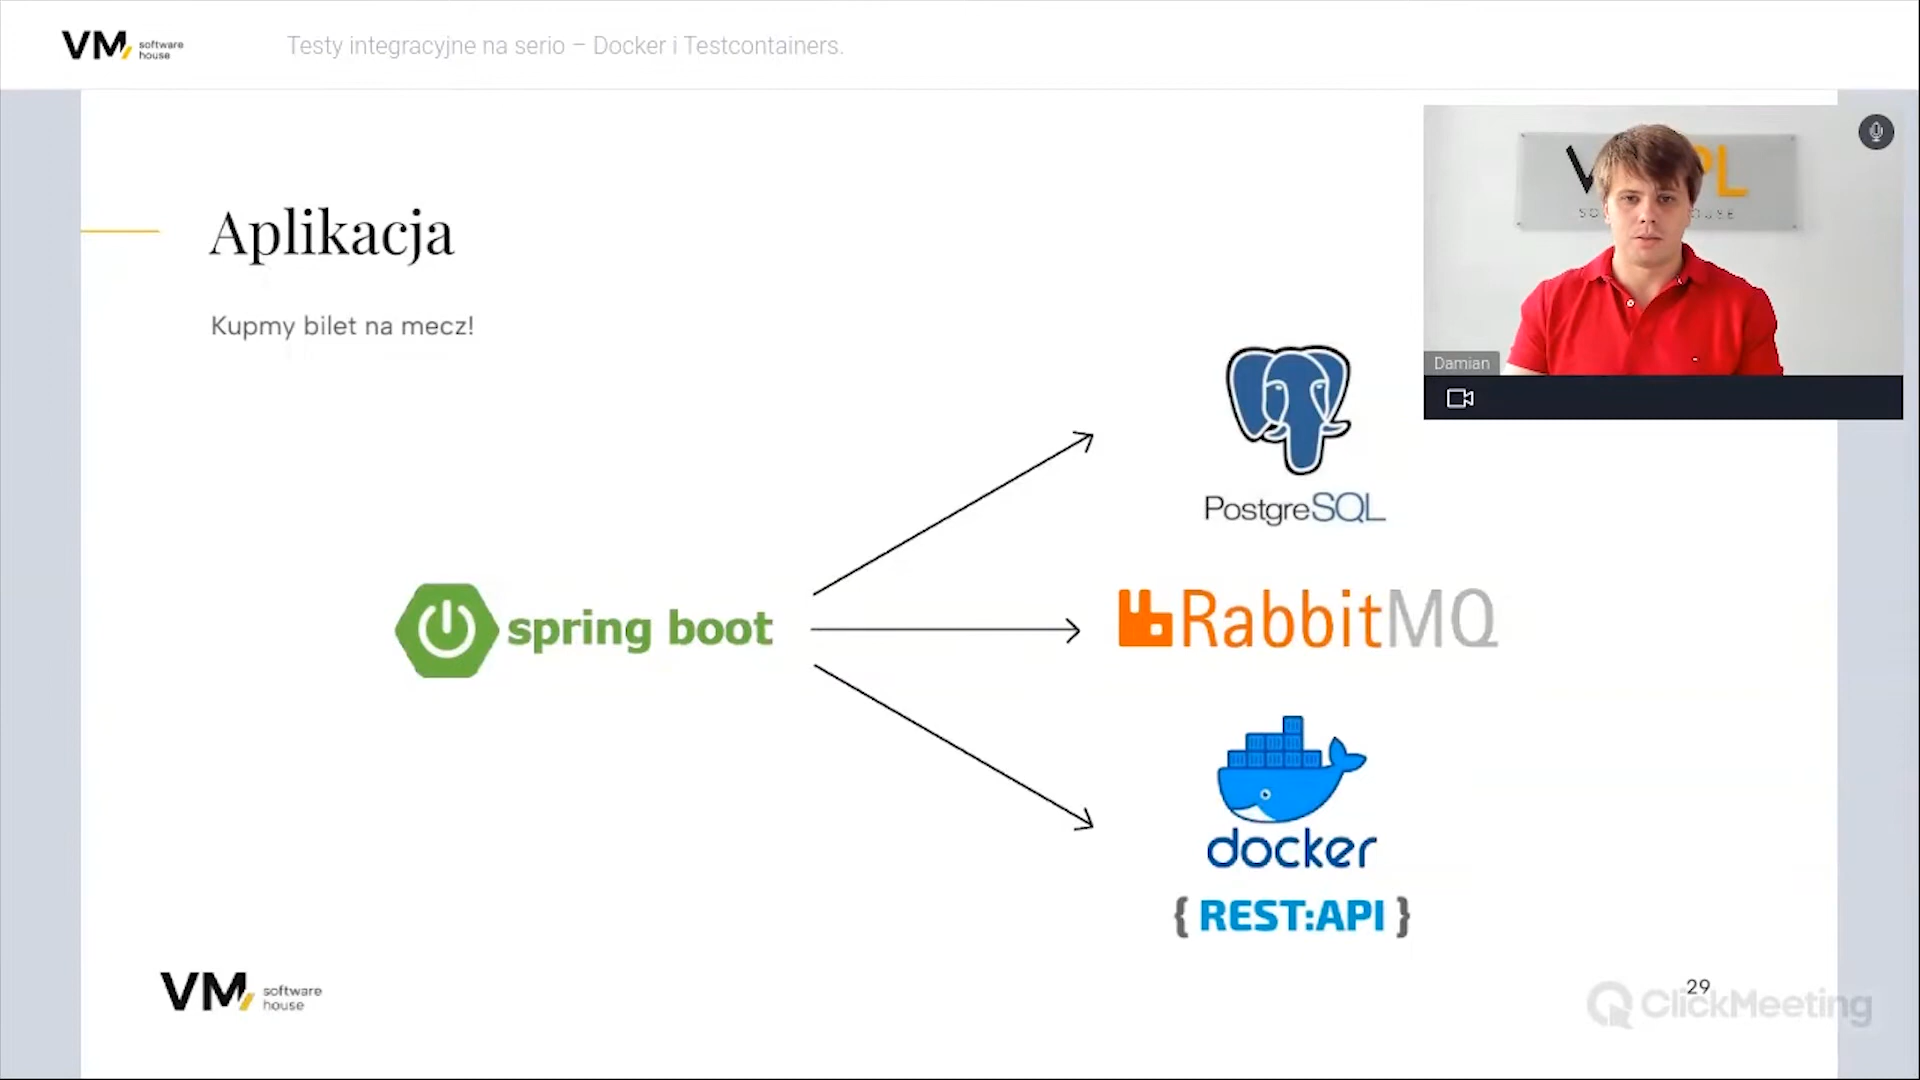 VM software house
Testy integracyjne na serio – Docker i Testcontainers.
Aplikacja
Kupmy bilet na mecz!
Damian
PostgreSQL
spring boot
RabbitMQ
docker
{ REST:API }
VM software house
29
ClickMeeting